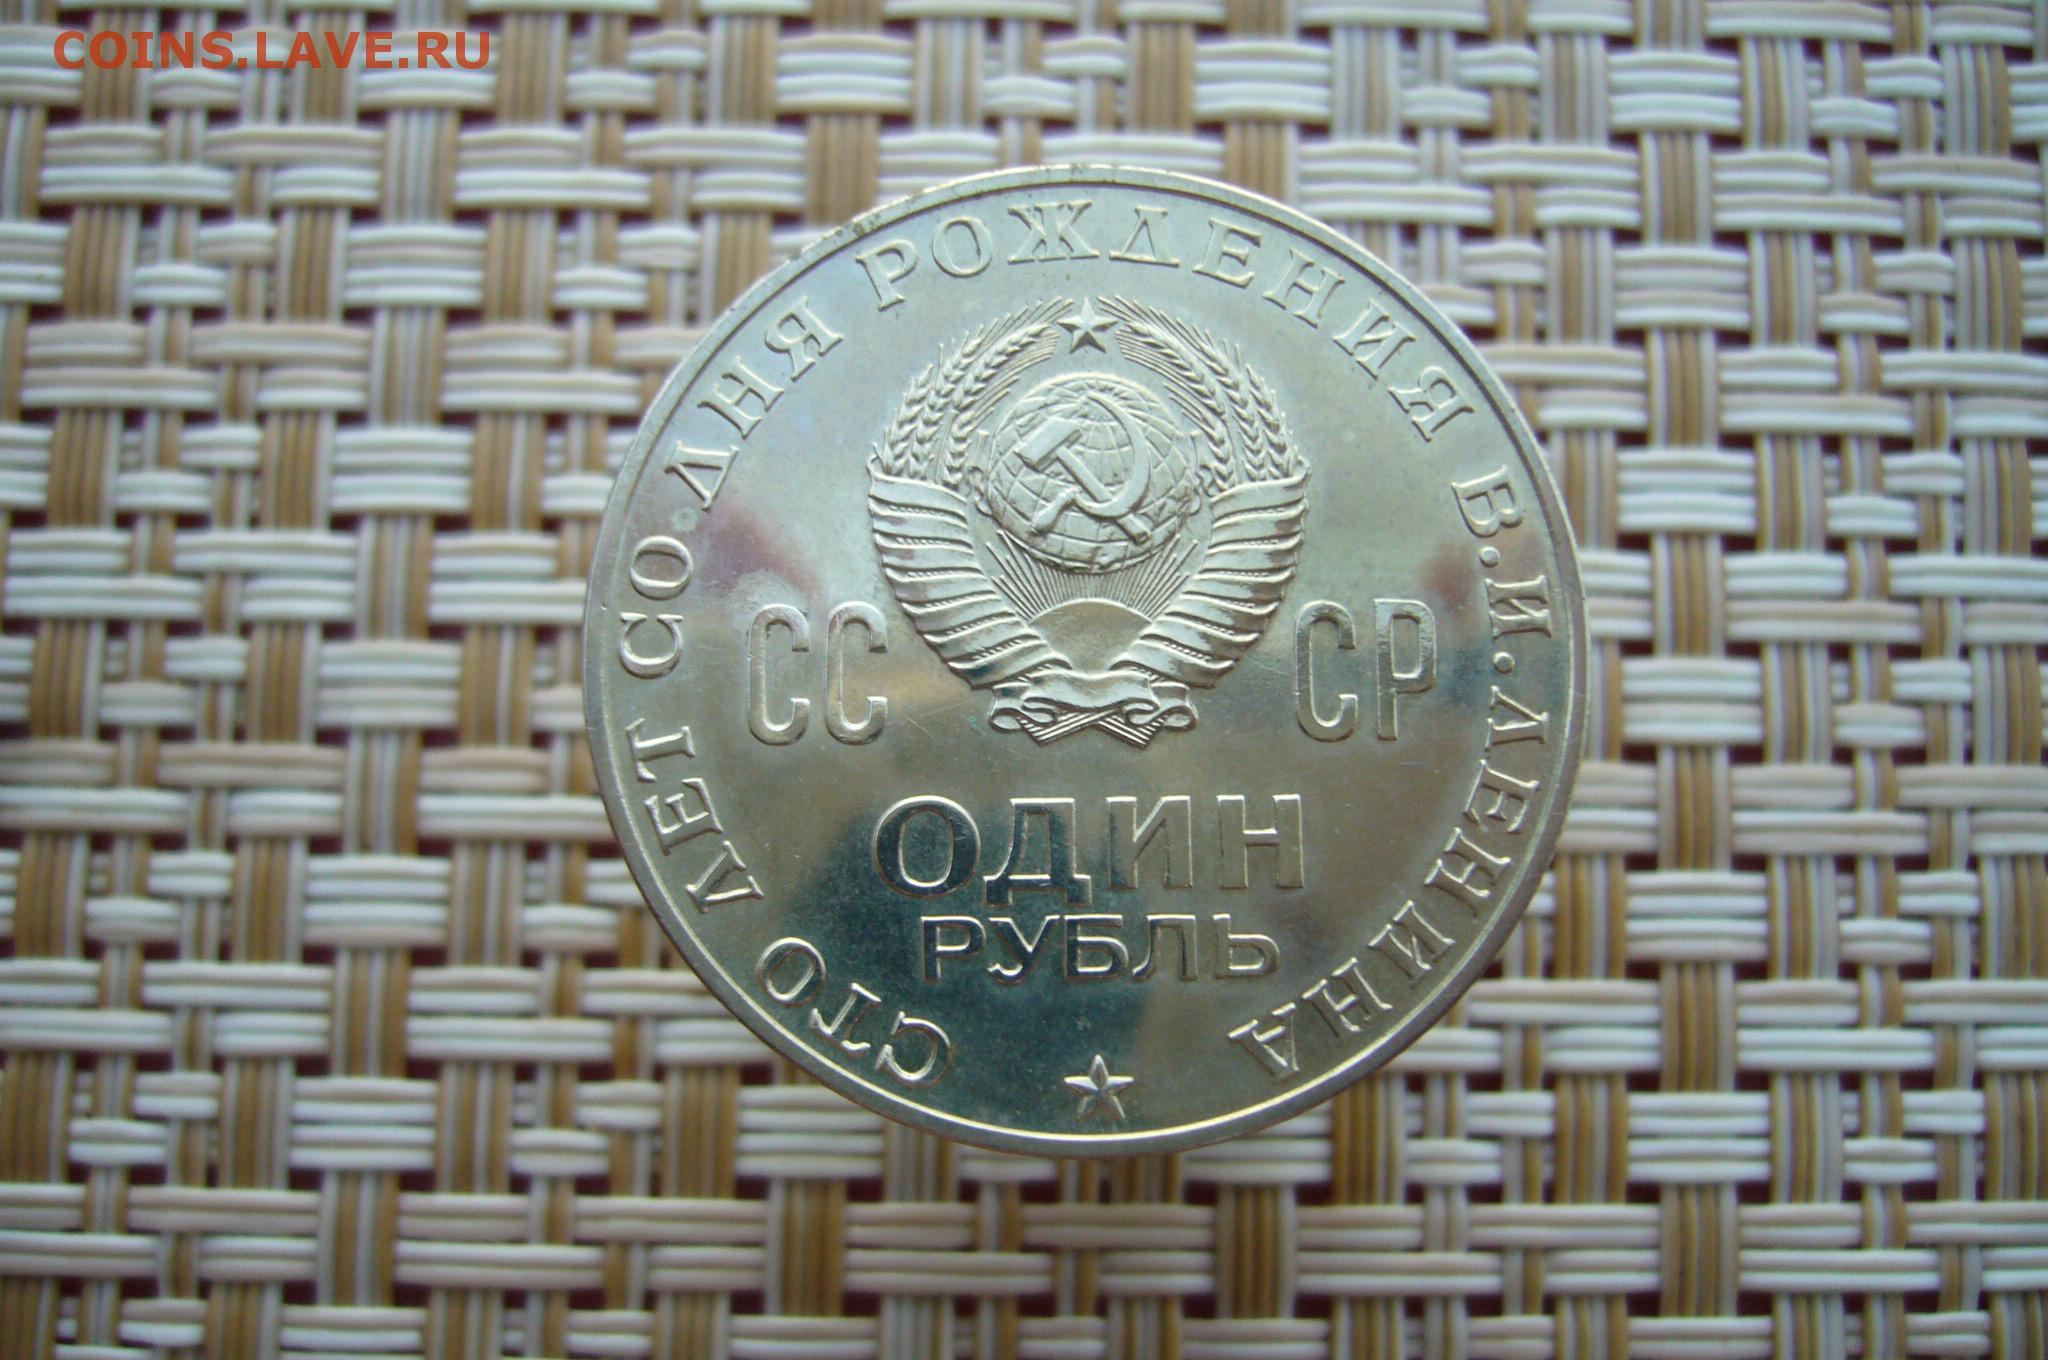 COINS.LAVE.RU
СТО ЛЕТ СО ДНЯ РОЖДЕНИЯ В.И.ЛЕНИНА
СС СР
ОДИН
РУБЛЬ